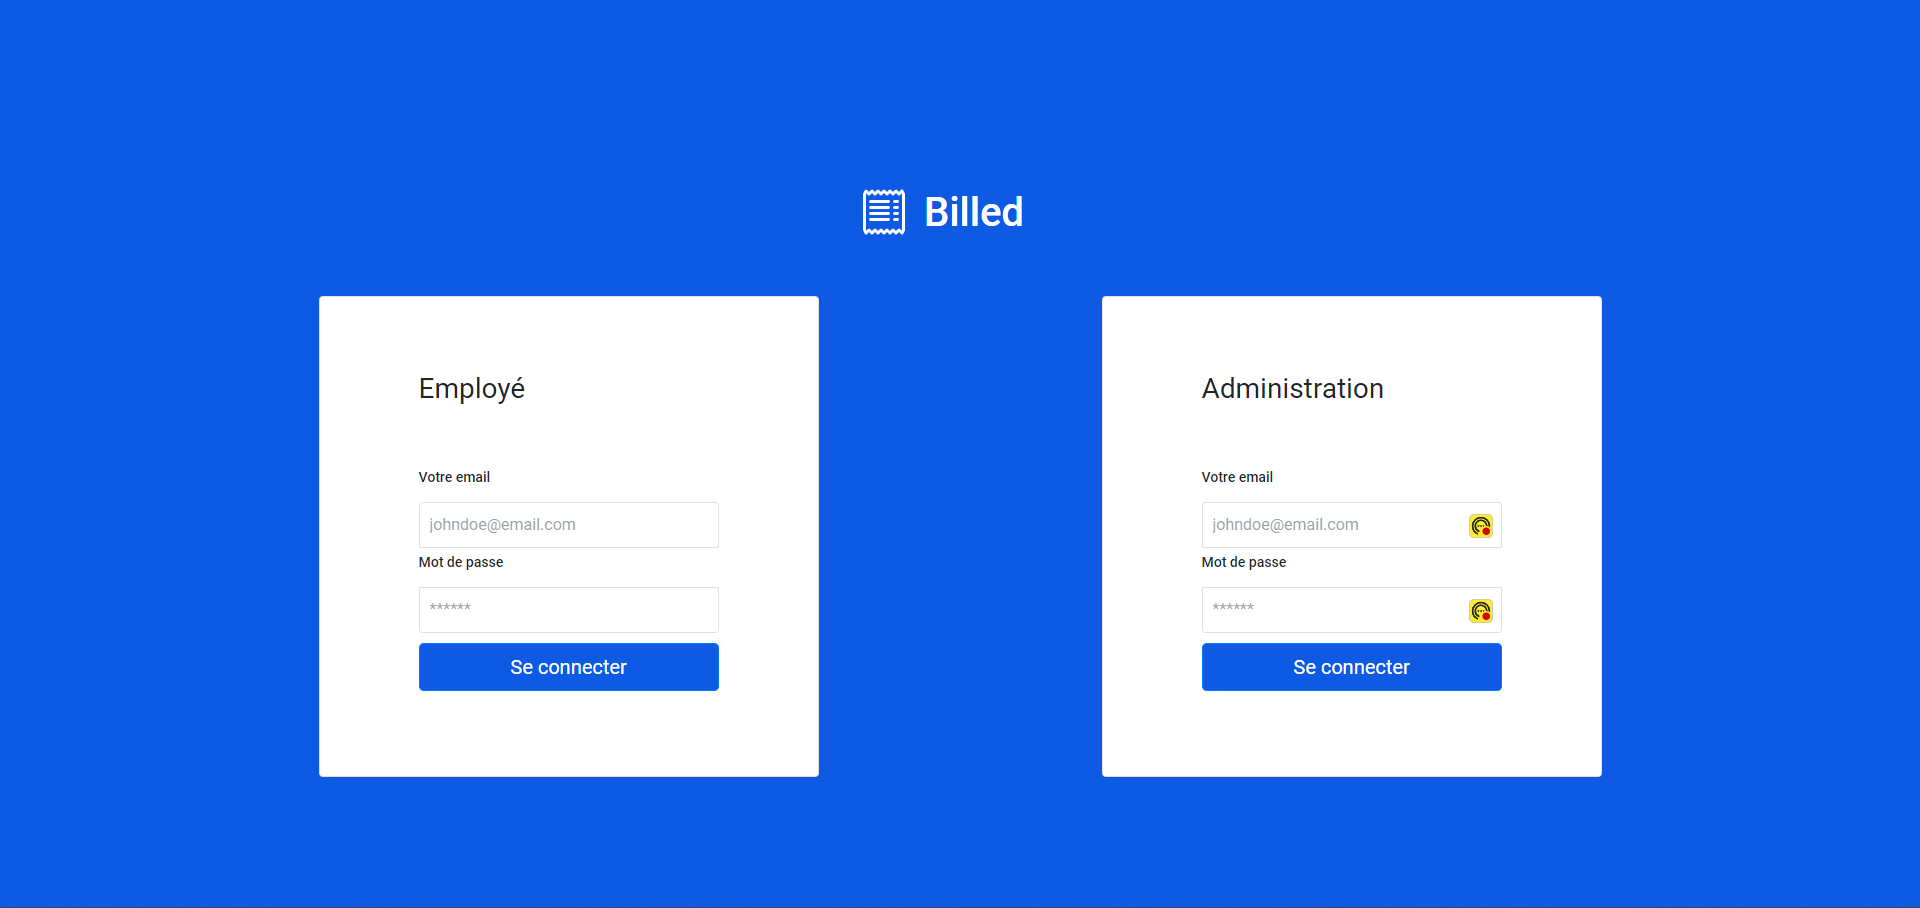 Billed
Employé
Votre email
johndoe@email.com
Mot de passe
******
Se connecter
Administration
Votre email
johndoe@email.com
Mot de passe
******
Se connecter